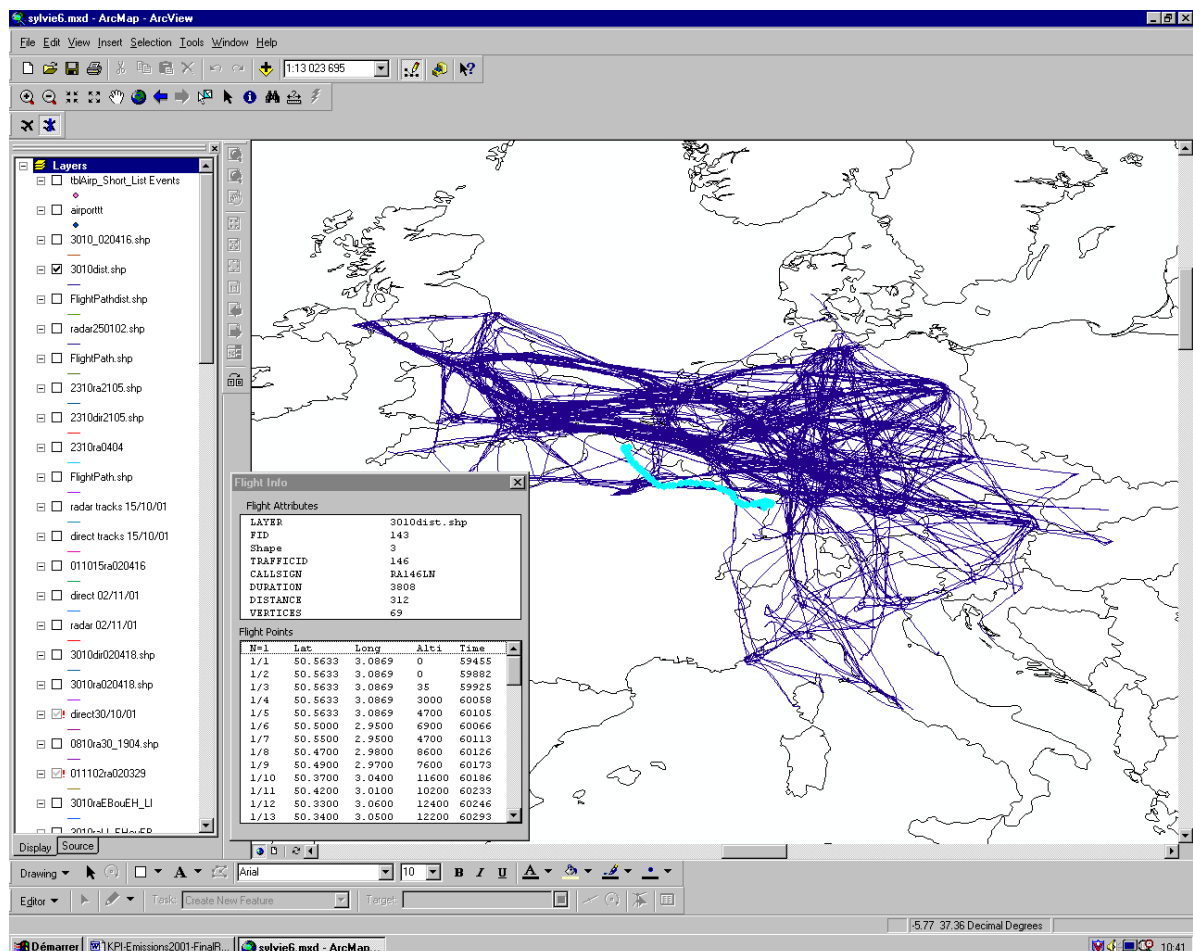 sylvie6.mxd - ArcMap - ArcView
File Edit View Insert Selection Tools Window Help
1:13 023 695
Layers
tblAirp_Short_List Events
airporttt
3010_020416.shp
3010dist.shp
FlightPathdist.shp
radar250102.shp
FlightPath.shp
2310ra2105.shp
2310dir2105.shp
2310ra0404
FlightPath.shp
radar tracks 15/10/01
direct tracks 15/10/01
011015ra020416
direct 02/11/01
radar 02/11/01
3010dir020418.shp
3010ra020418.shp
direct30/10/01
0810ra30_1904.shp
011102ra020329
3010raEBouEH_LI
Display Source
Flight Info
Flight Attributes
LAYER 3010dist.shp
FID 143
Shape 3
TRAFFICID 146
CALLSIGN RA146LN
DURATION 3808
DISTANCE 312
VERTICES 69
Flight Points
N=1 Lat Long Alti Time
1/1 50.5633 3.0869 0 59455
1/2 50.5633 3.0869 0 59882
1/3 50.5633 3.0869 35 59925
1/4 50.5633 3.0869 3000 60058
1/5 50.5633 3.0869 4700 60105
1/6 50.5000 2.9500 6900 60066
1/7 50.5500 2.9500 4700 60113
1/8 50.4700 2.9800 8600 60126
1/9 50.4900 2.9700 7600 60173
1/10 50.3700 3.0400 11600 60186
1/11 50.4200 3.0100 10200 60233
1/12 50.3300 3.0600 12400 60246
1/13 50.3400 3.0500 12200 60293
Drawing A Arial 10 B I U A
Editor Task: Create New Feature Target:
-5.77 37.36 Decimal Degrees
Démarrer KPI-Emissions2001-FinalR... sylvie6.mxd - ArcMap... 10:41